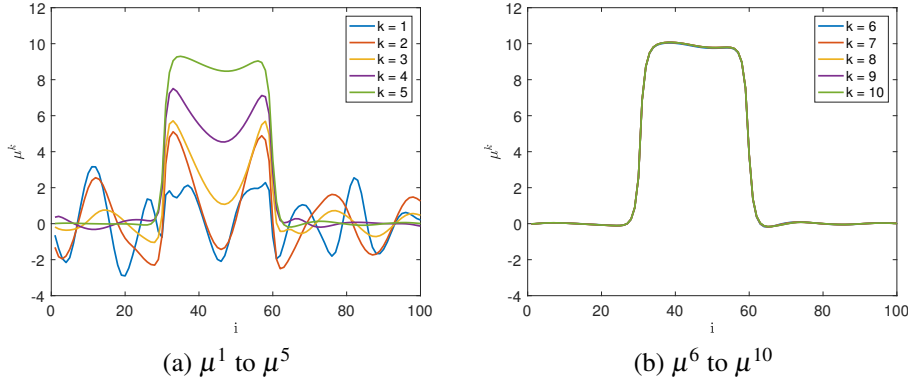 12
10
8
6
4
2
0
-2
-4
μ^k
0 20 40 60 80 100
i
k = 1
k = 2
k = 3
k = 4
k = 5
(a) μ^1 to μ^5
12
10
8
6
4
2
0
-2
-4
μ^k
0 20 40 60 80 100
i
k = 6
k = 7
k = 8
k = 9
k = 10
(b) μ^6 to μ^10